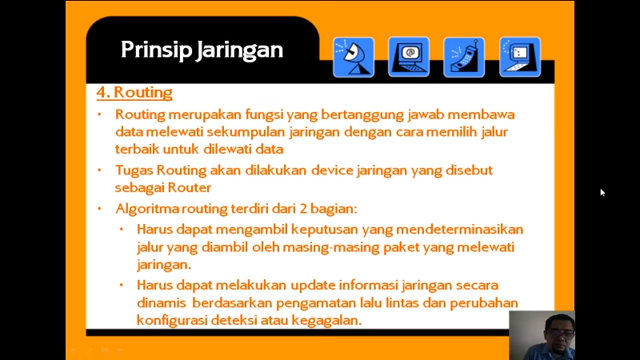 Prinsip Jaringan
4. Routing
• Routing merupakan fungsi yang bertanggung jawab membawa
data melewati sekumpulan jaringan dengan cara memilih jalur
terbaik untuk dilewati data
• Tugas Routing akan dilakukan device jaringan yang disebut
sebagai Router
• Algoritma routing terdiri dari 2 bagian:
• Harus dapat mengambil keputusan yang mendeterminasikan
jalur yang diambil oleh masing-masing paket yang melewati
jaringan.
• Harus dapat melakukan update informasi jaringan secara
dinamis berdasarkan pengamatan lalu lintas dan perubahan
konfigurasi deteksi atau kegagalan.